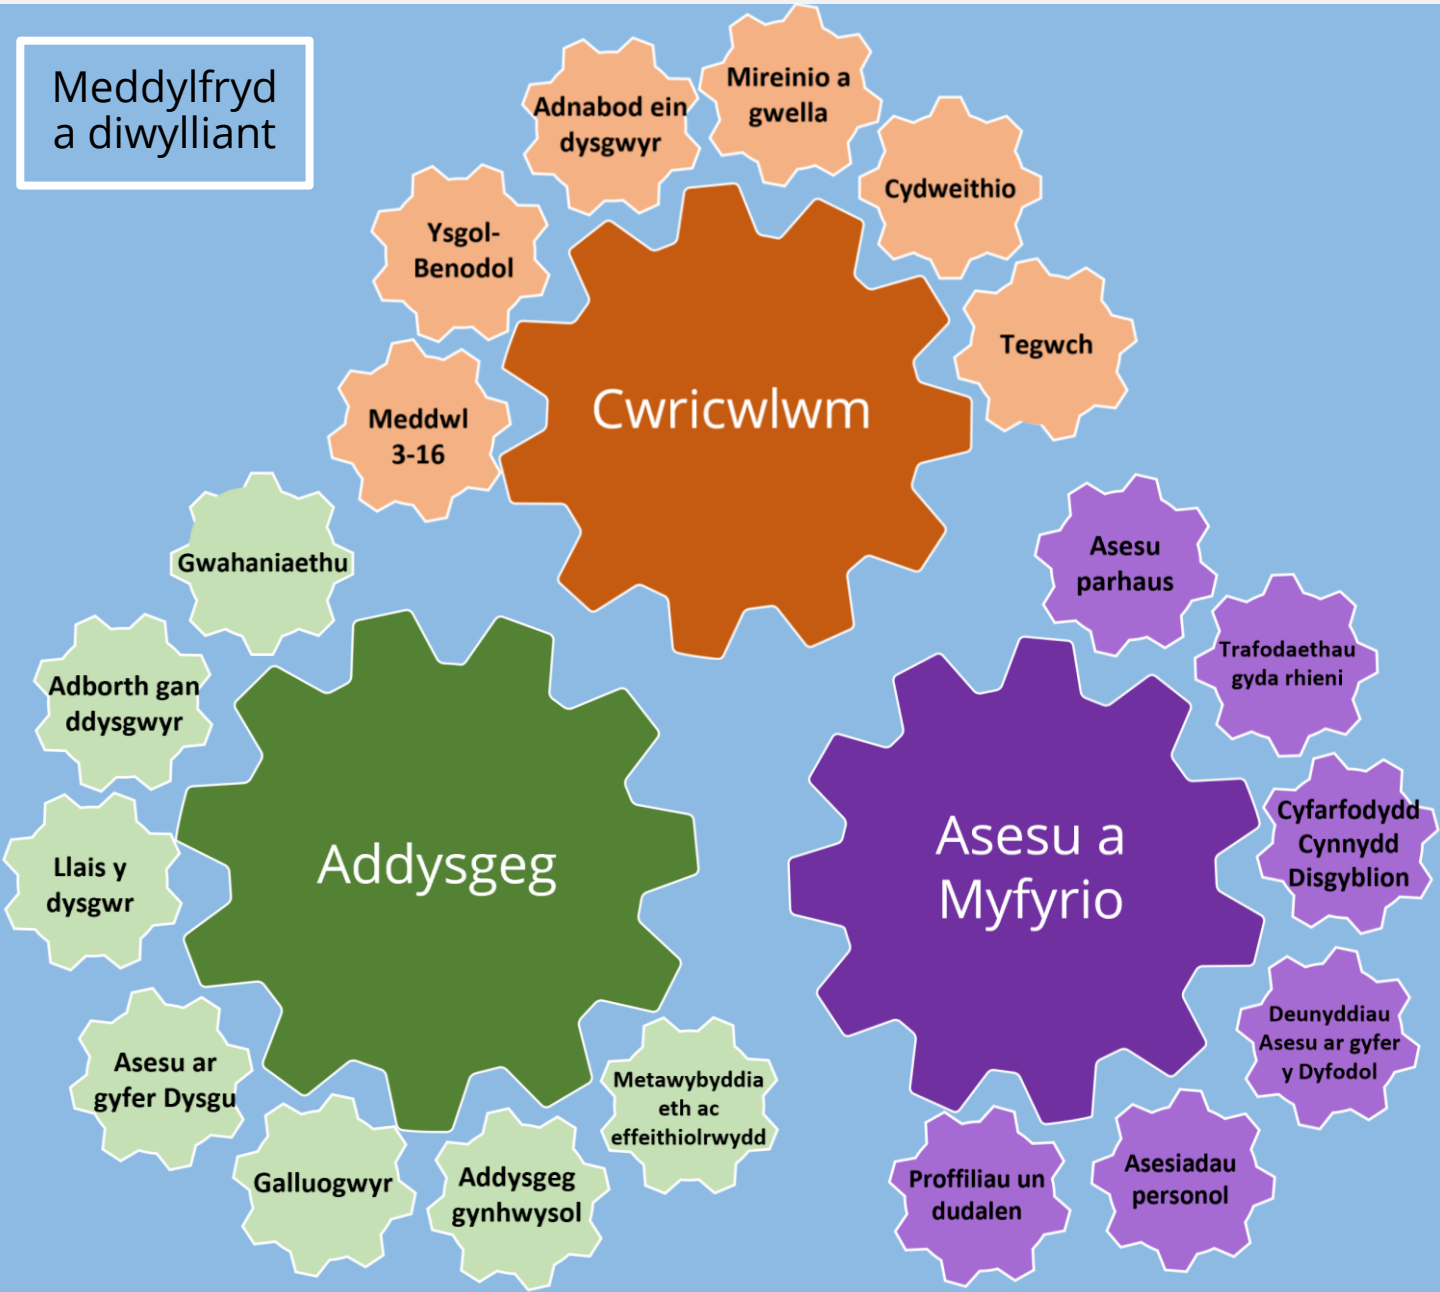 Meddylfryd
a diwylliant
Mireinio a
gwella
Adnabod ein
dysgwyr
Cydweithio
Ysgol-
Benodol
Tegwch
Meddwl
3-16
Cwricwlwm
Gwahaniaethu
Adborth gan
ddysgwyr
Llais y
dysgwr
Asesu ar
gyfer Dysgu
Galluogwyr
Addysgeg
gynhwysol
Metawybyddia
eth ac
effeithiolrwydd
Addysgeg
Asesu
parhaus
Trafodaethau
gyda rhieni
Cyfarfodydd
Cynnydd
Disgyblion
Deunyddiau
Asesu ar gyfer
y Dyfodol
Asesiadau
personol
Proffiliau un
dudalen
Asesu a
Myfyrio